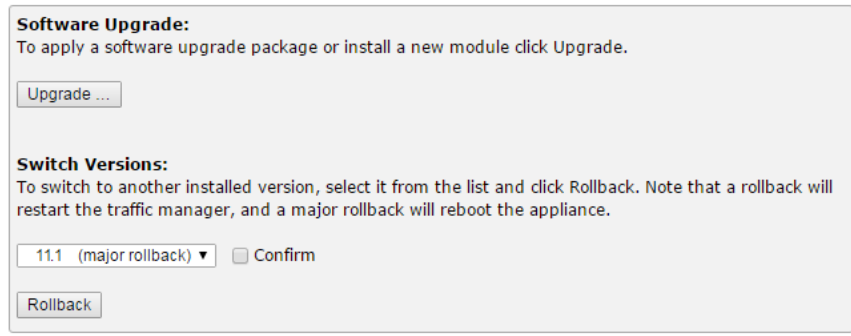 Software Upgrade:
To apply a software upgrade package or install a new module click Upgrade.
Upgrade ...
Switch Versions:
To switch to another installed version, select it from the list and click Rollback. Note that a rollback will
restart the traffic manager, and a major rollback will reboot the appliance.
11.1 (major rollback) ▼ Confirm
Rollback